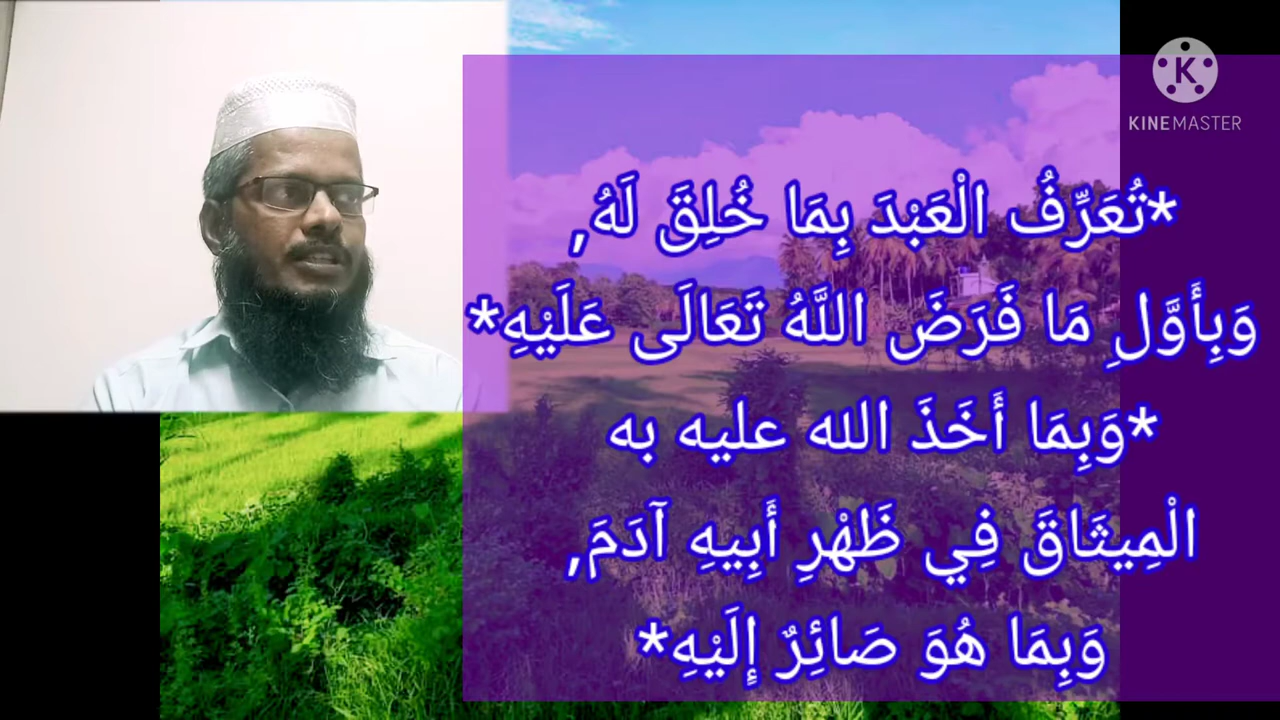 KINEMASTER
*تُعَرِّفُ الْعَبْدَ بِمَا خُلِقَ لَهُ,
وَبِأَوَّلِ مَا فَرَضَ اللَّهُ تَعَالَى عَلَيْهِ*
*وَبِمَا أَخَذَ الله عليه به
الْمِيثَاقَ فِي ظَهْرِ أَبِيهِ آدَمَ,
وَبِمَا هُوَ صَائِرٌ إِلَيْهِ*